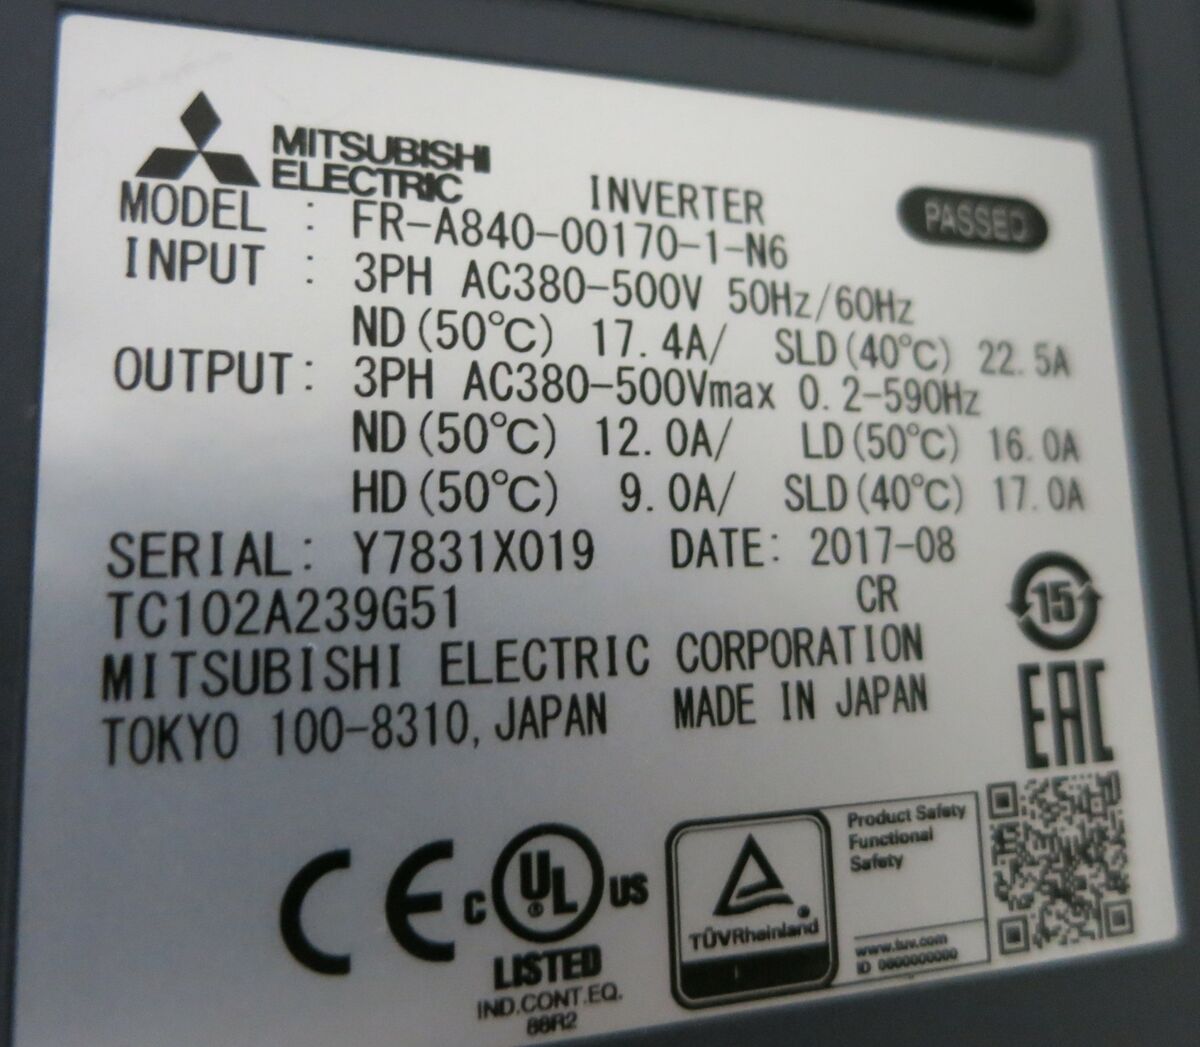 MITSUBISHI
ELECTRIC
INVERTER
PASSED
MODEL : FR-A840-00170-1-N6
INPUT : 3PH AC380-500V 50Hz/60Hz
ND(50℃) 17.4A/ SLD(40℃) 22.5A
OUTPUT: 3PH AC380-500Vmax 0.2-590Hz
ND(50℃) 12.0A/ LD(50℃) 16.0A
HD(50℃) 9.0A/ SLD(40℃) 17.0A
SERIAL: Y7831X019 DATE: 2017-08
TC102A239G51 CR
MITSUBISHI ELECTRIC CORPORATION
TOKYO 100-8310, JAPAN MADE IN JAPAN
15
EAC
CE
C UL ® US
LISTED
IND.CONT.EQ.
88R2
TÜVRheinland
Product Safety
Functional
Safety
www.tuv.com
ID 0600000000